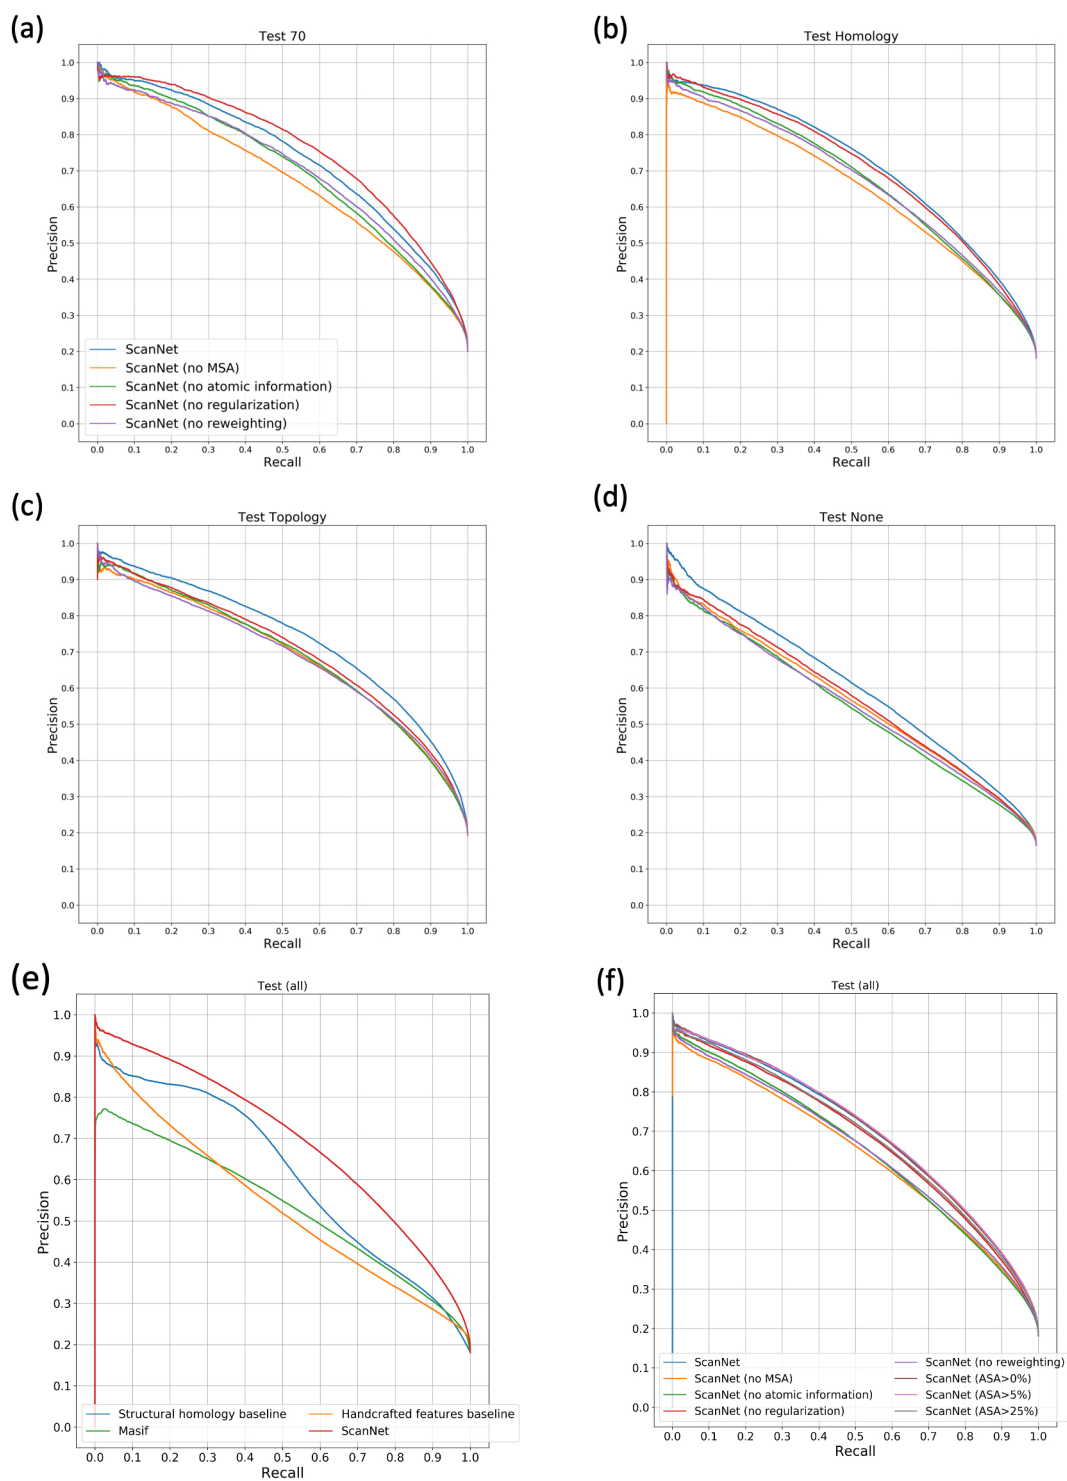 (a)
Test 70
1.0
0.9
0.8
0.7
0.6
0.5
0.4
0.3
0.2
0.1
0.0
Precision
ScanNet
ScanNet (no MSA)
ScanNet (no atomic information)
ScanNet (no regularization)
ScanNet (no reweighting)
0.0 0.1 0.2 0.3 0.4 0.5 0.6 0.7 0.8 0.9 1.0
Recall
(b)
Test Homology
1.0
0.9
0.8
0.7
0.6
0.5
0.4
0.3
0.2
0.1
0.0
Precision
0.0 0.1 0.2 0.3 0.4 0.5 0.6 0.7 0.8 0.9 1.0
Recall
(c)
Test Topology
1.0
0.9
0.8
0.7
0.6
0.5
0.4
0.3
0.2
0.1
0.0
Precision
0.0 0.1 0.2 0.3 0.4 0.5 0.6 0.7 0.8 0.9 1.0
Recall
(d)
Test None
1.0
0.9
0.8
0.7
0.6
0.5
0.4
0.3
0.2
0.1
0.0
Precision
0.0 0.1 0.2 0.3 0.4 0.5 0.6 0.7 0.8 0.9 1.0
Recall
(e)
Test (all)
1.0
0.9
0.8
0.7
0.6
0.5
0.4
0.3
0.2
0.1
0.0
Precision
Structural homology baseline
Masif
Handcrafted features baseline
ScanNet
0.0 0.1 0.2 0.3 0.4 0.5 0.6 0.7 0.8 0.9 1.0
Recall
(f)
Test (all)
1.0
0.9
0.8
0.7
0.6
0.5
0.4
0.3
0.2
0.1
0.0
Precision
ScanNet
ScanNet (no MSA)
ScanNet (no atomic information)
ScanNet (no regularization)
ScanNet (no reweighting)
ScanNet (ASA>0%)
ScanNet (ASA>5%)
ScanNet (ASA>25%)
0.0 0.1 0.2 0.3 0.4 0.5 0.6 0.7 0.8 0.9 1.0
Recall